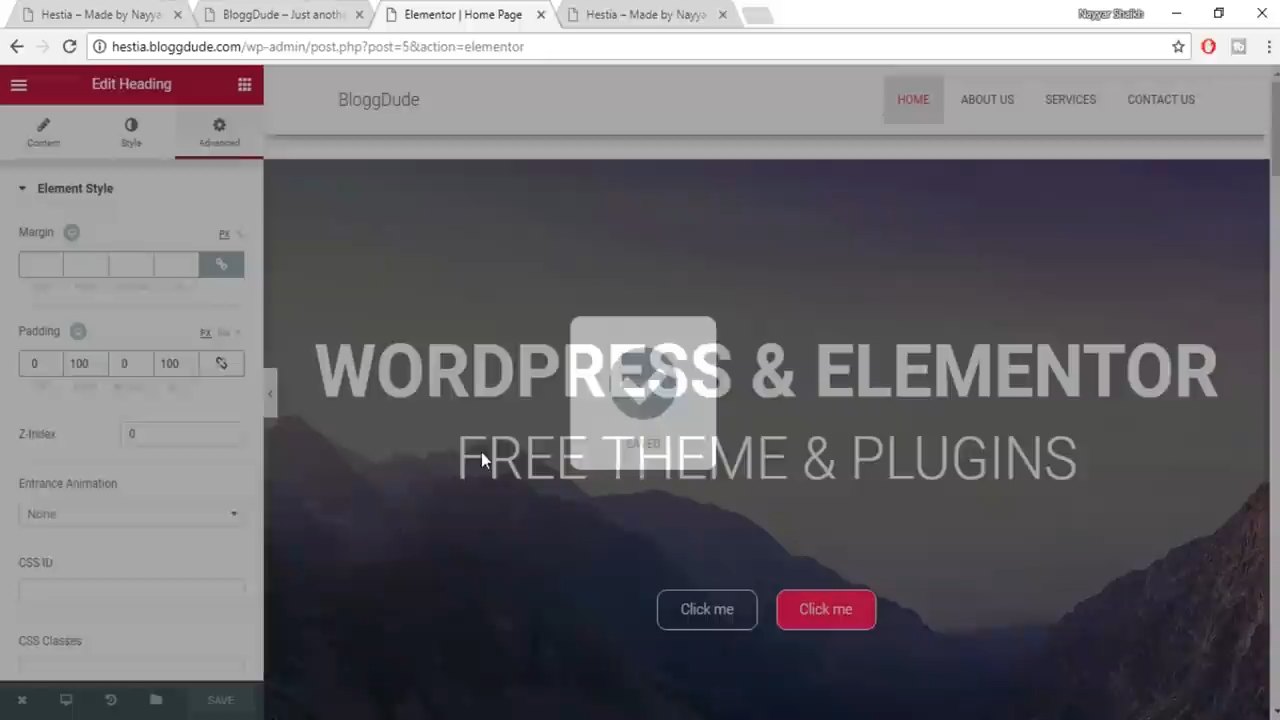 Hestia – Made by Nayya
BloggDude – Just anoth
Elementor | Home Page
Hestia – Made by Nayya
Nayyar Shaikh
hestia.bloggdude.com/wp-admin/post.php?post=5&action=elementor
Edit Heading
Content
Style
Advanced
Element Style
Margin
PX
%
Padding
PX
0
100
0
100
Z-Index
0
Entrance Animation
None
CSS ID
CSS Classes
SAVE
BloggDude
HOME
ABOUT US
SERVICES
CONTACT US
WORDPRESS & ELEMENTOR
SAVED
FREE THEME & PLUGINS
Click me
Click me